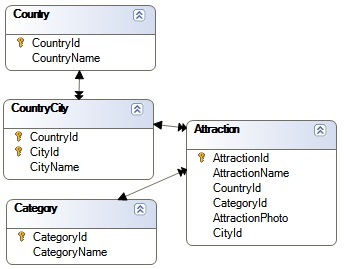 Country
CountryId
CountryName
CountryCity
CountryId
CityId
CityName
Attraction
AttractionId
AttractionName
CountryId
CategoryId
AttractionPhoto
CityId
Category
CategoryId
CategoryName